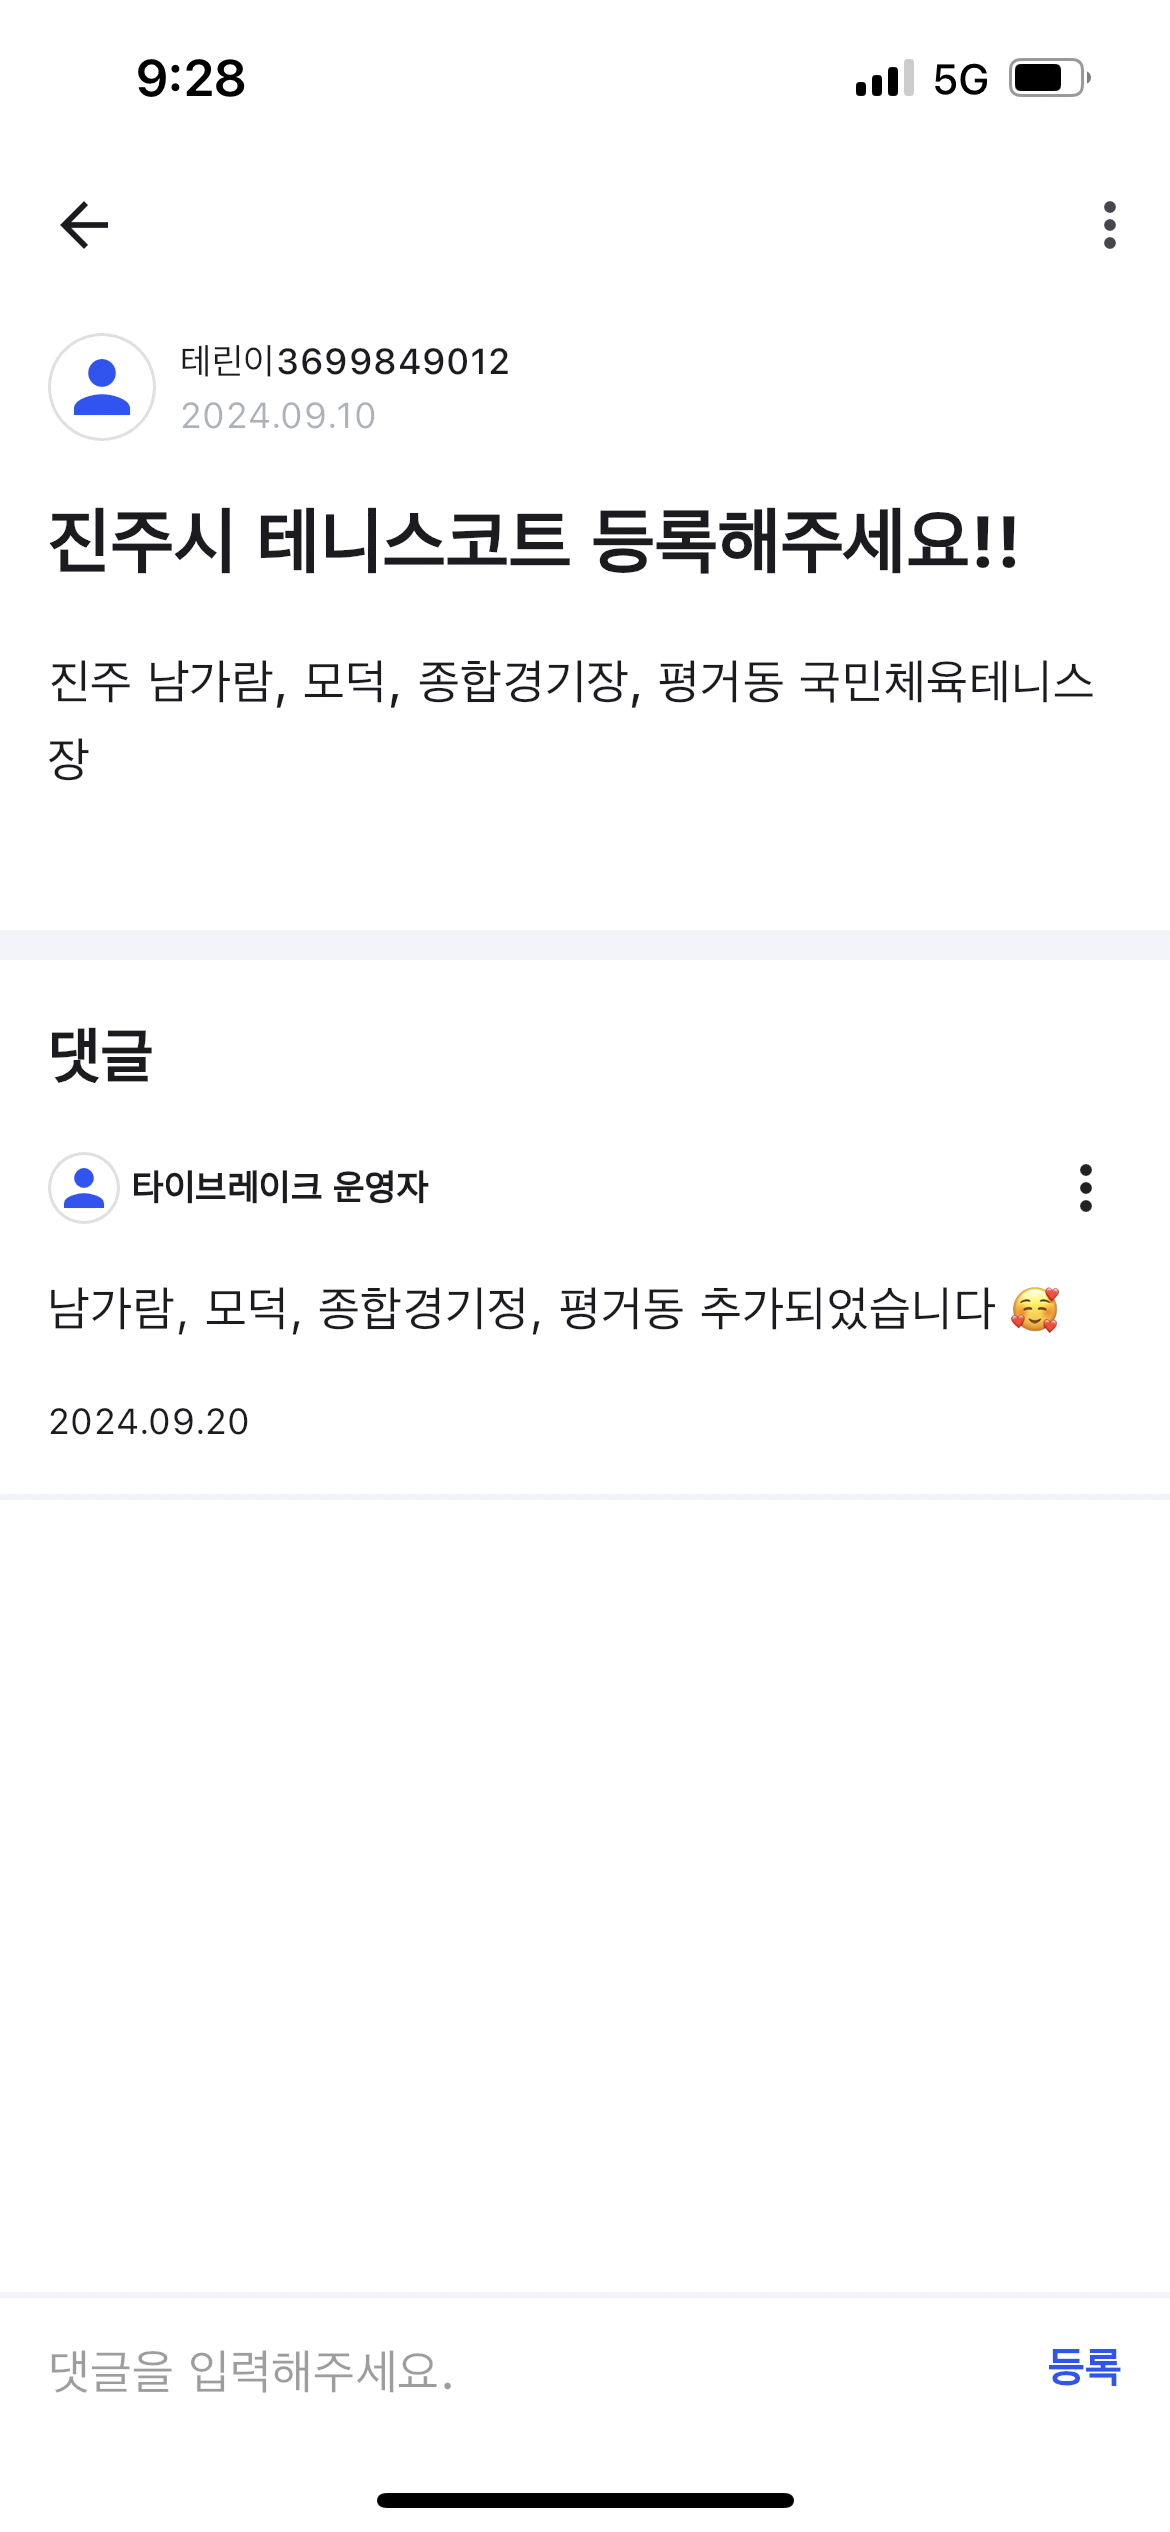 9:28
5G
테린이3699849012
2024.09.10
진주시 테니스코트 등록해주세요!!
진주 남가람, 모덕, 종합경기장, 평거동 국민체육테니스
장
댓글
타이브레이크 운영자
남가람, 모덕, 종합경기정, 평거동 추가되었습니다 🥰
2024.09.20
댓글을 입력해주세요.
등록